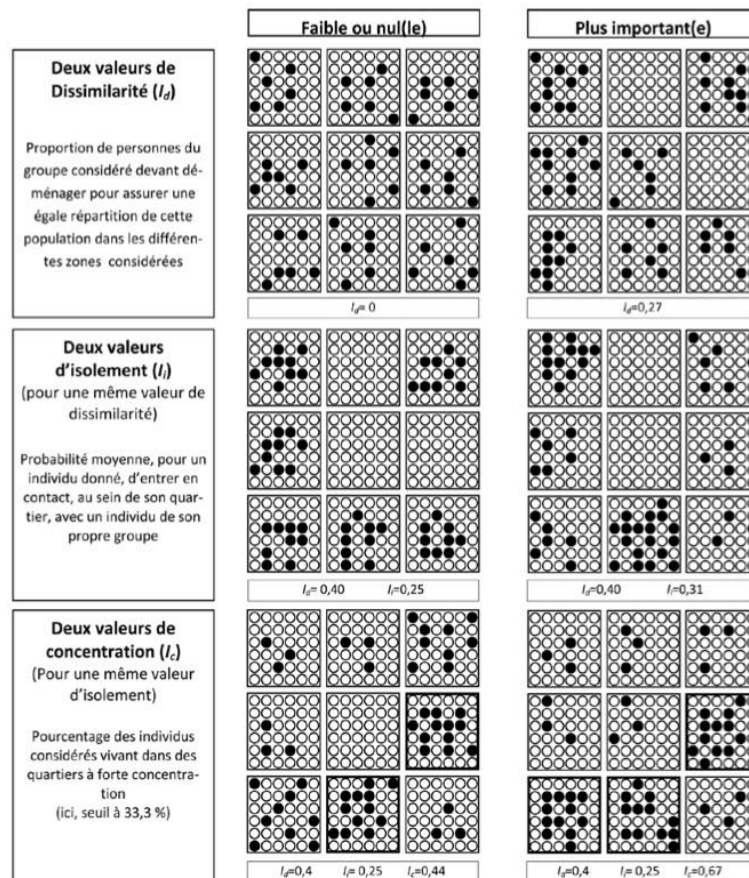 Faible ou nul(le)
Plus important(e)
Deux valeurs de
Dissimilarité (Id)
Proportion de personnes du
groupe considéré devant dé-
ménager pour assurer une
égale répartition de cette
population dans les différen-
tes zones considérées
Id= 0
Id=0,27
Deux valeurs
d’isolement (Ii)
(pour une même valeur de
dissimilarité)
Probabilité moyenne, pour un
individu donné, d’entrer en
contact, au sein de son quar-
tier, avec un individu de son
propre groupe
Id= 0,40 Ii=0,25
Id=0,40 Ii=0,31
Deux valeurs de
concentration (Ic)
(Pour une même valeur
d’isolement)
Pourcentage des individus
considérés vivant dans des
quartiers à forte concentra-
tion
(ici, seuil à 33,3 %)
Id=0,4 Ii=0,25 Ic=0,44
Id=0,4 Ii=0,25 Ic=0,67